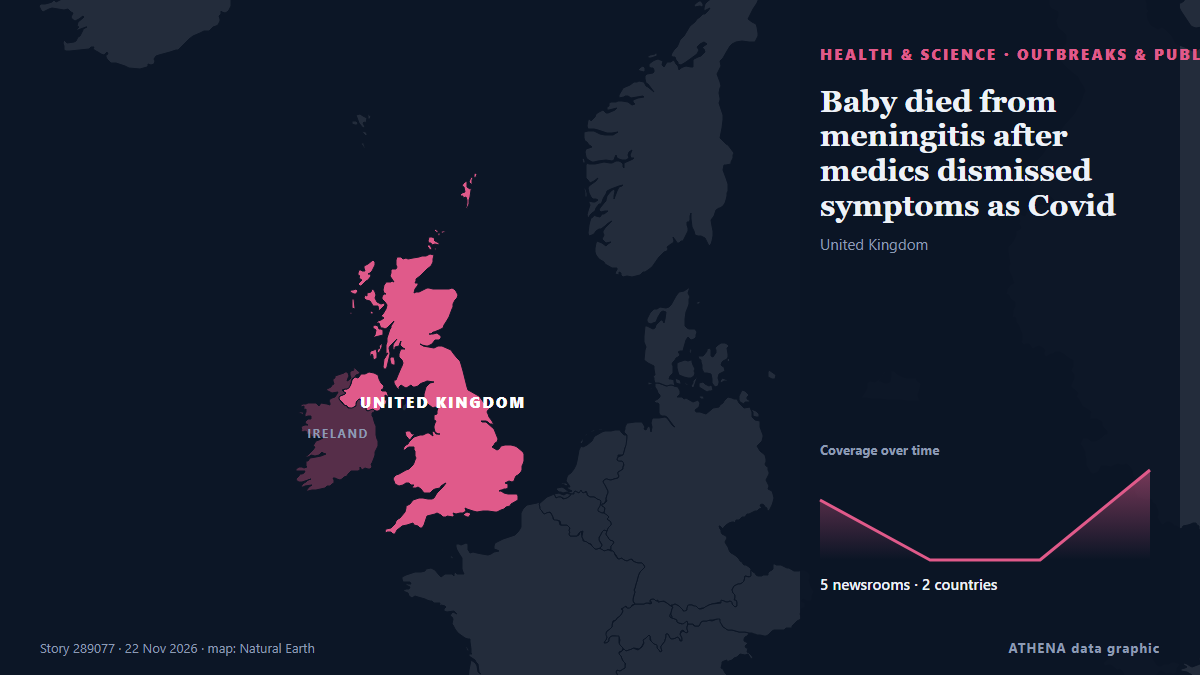 HEALTH & SCIENCE · OUTBREAKS & PUBL
Baby died from
meningitis after
medics dismissed
symptoms as Covid
United Kingdom
UNITED KINGDOM
IRELAND
Coverage over time
5 newsrooms · 2 countries
Story 289077 · 22 Nov 2026 · map: Natural Earth
ATHENA data graphic